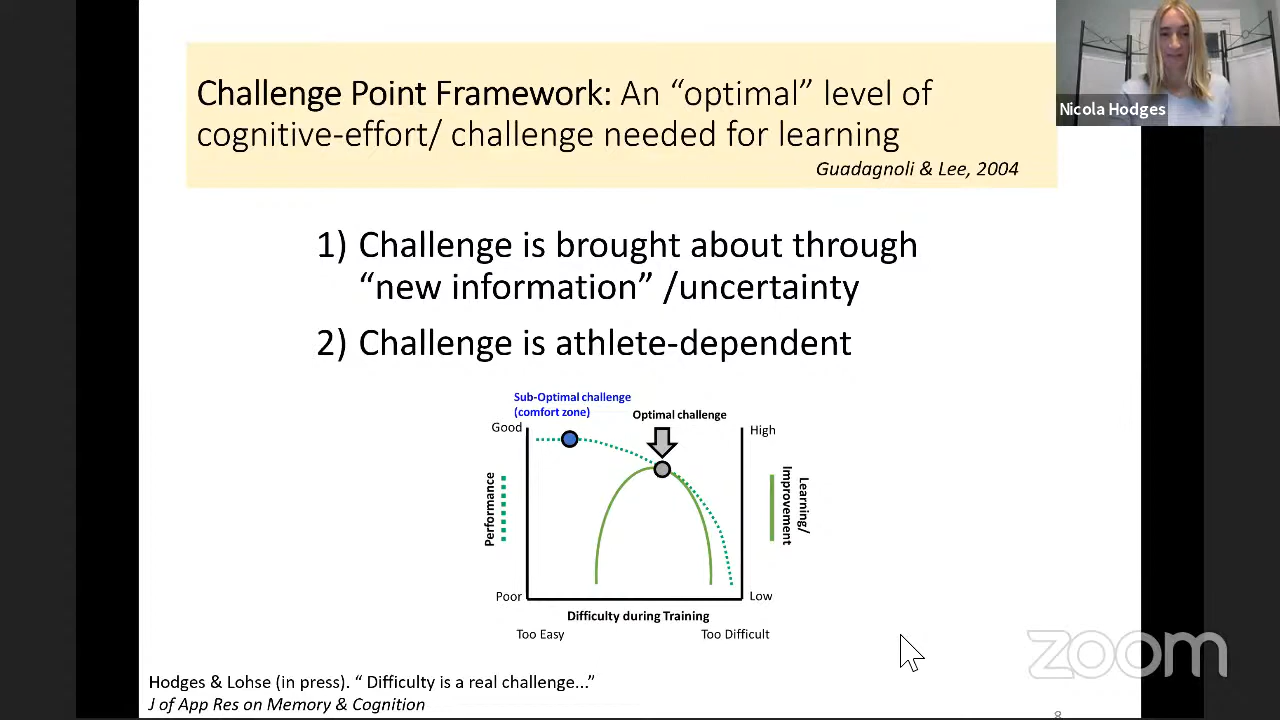 Challenge Point Framework: An “optimal” level of
cognitive-effort/ challenge needed for learning
Guadagnoli & Lee, 2004
Nicola Hodges
1) Challenge is brought about through
“new information” /uncertainty
2) Challenge is athlete-dependent
Sub-Optimal challenge
(comfort zone)
Optimal challenge
Good
High
Performance
Learning/
Improvement
Poor
Low
Difficulty during Training
Too Easy
Too Difficult
zoom
Hodges & Lohse (in press). “ Difficulty is a real challenge...”
J of App Res on Memory & Cognition
8